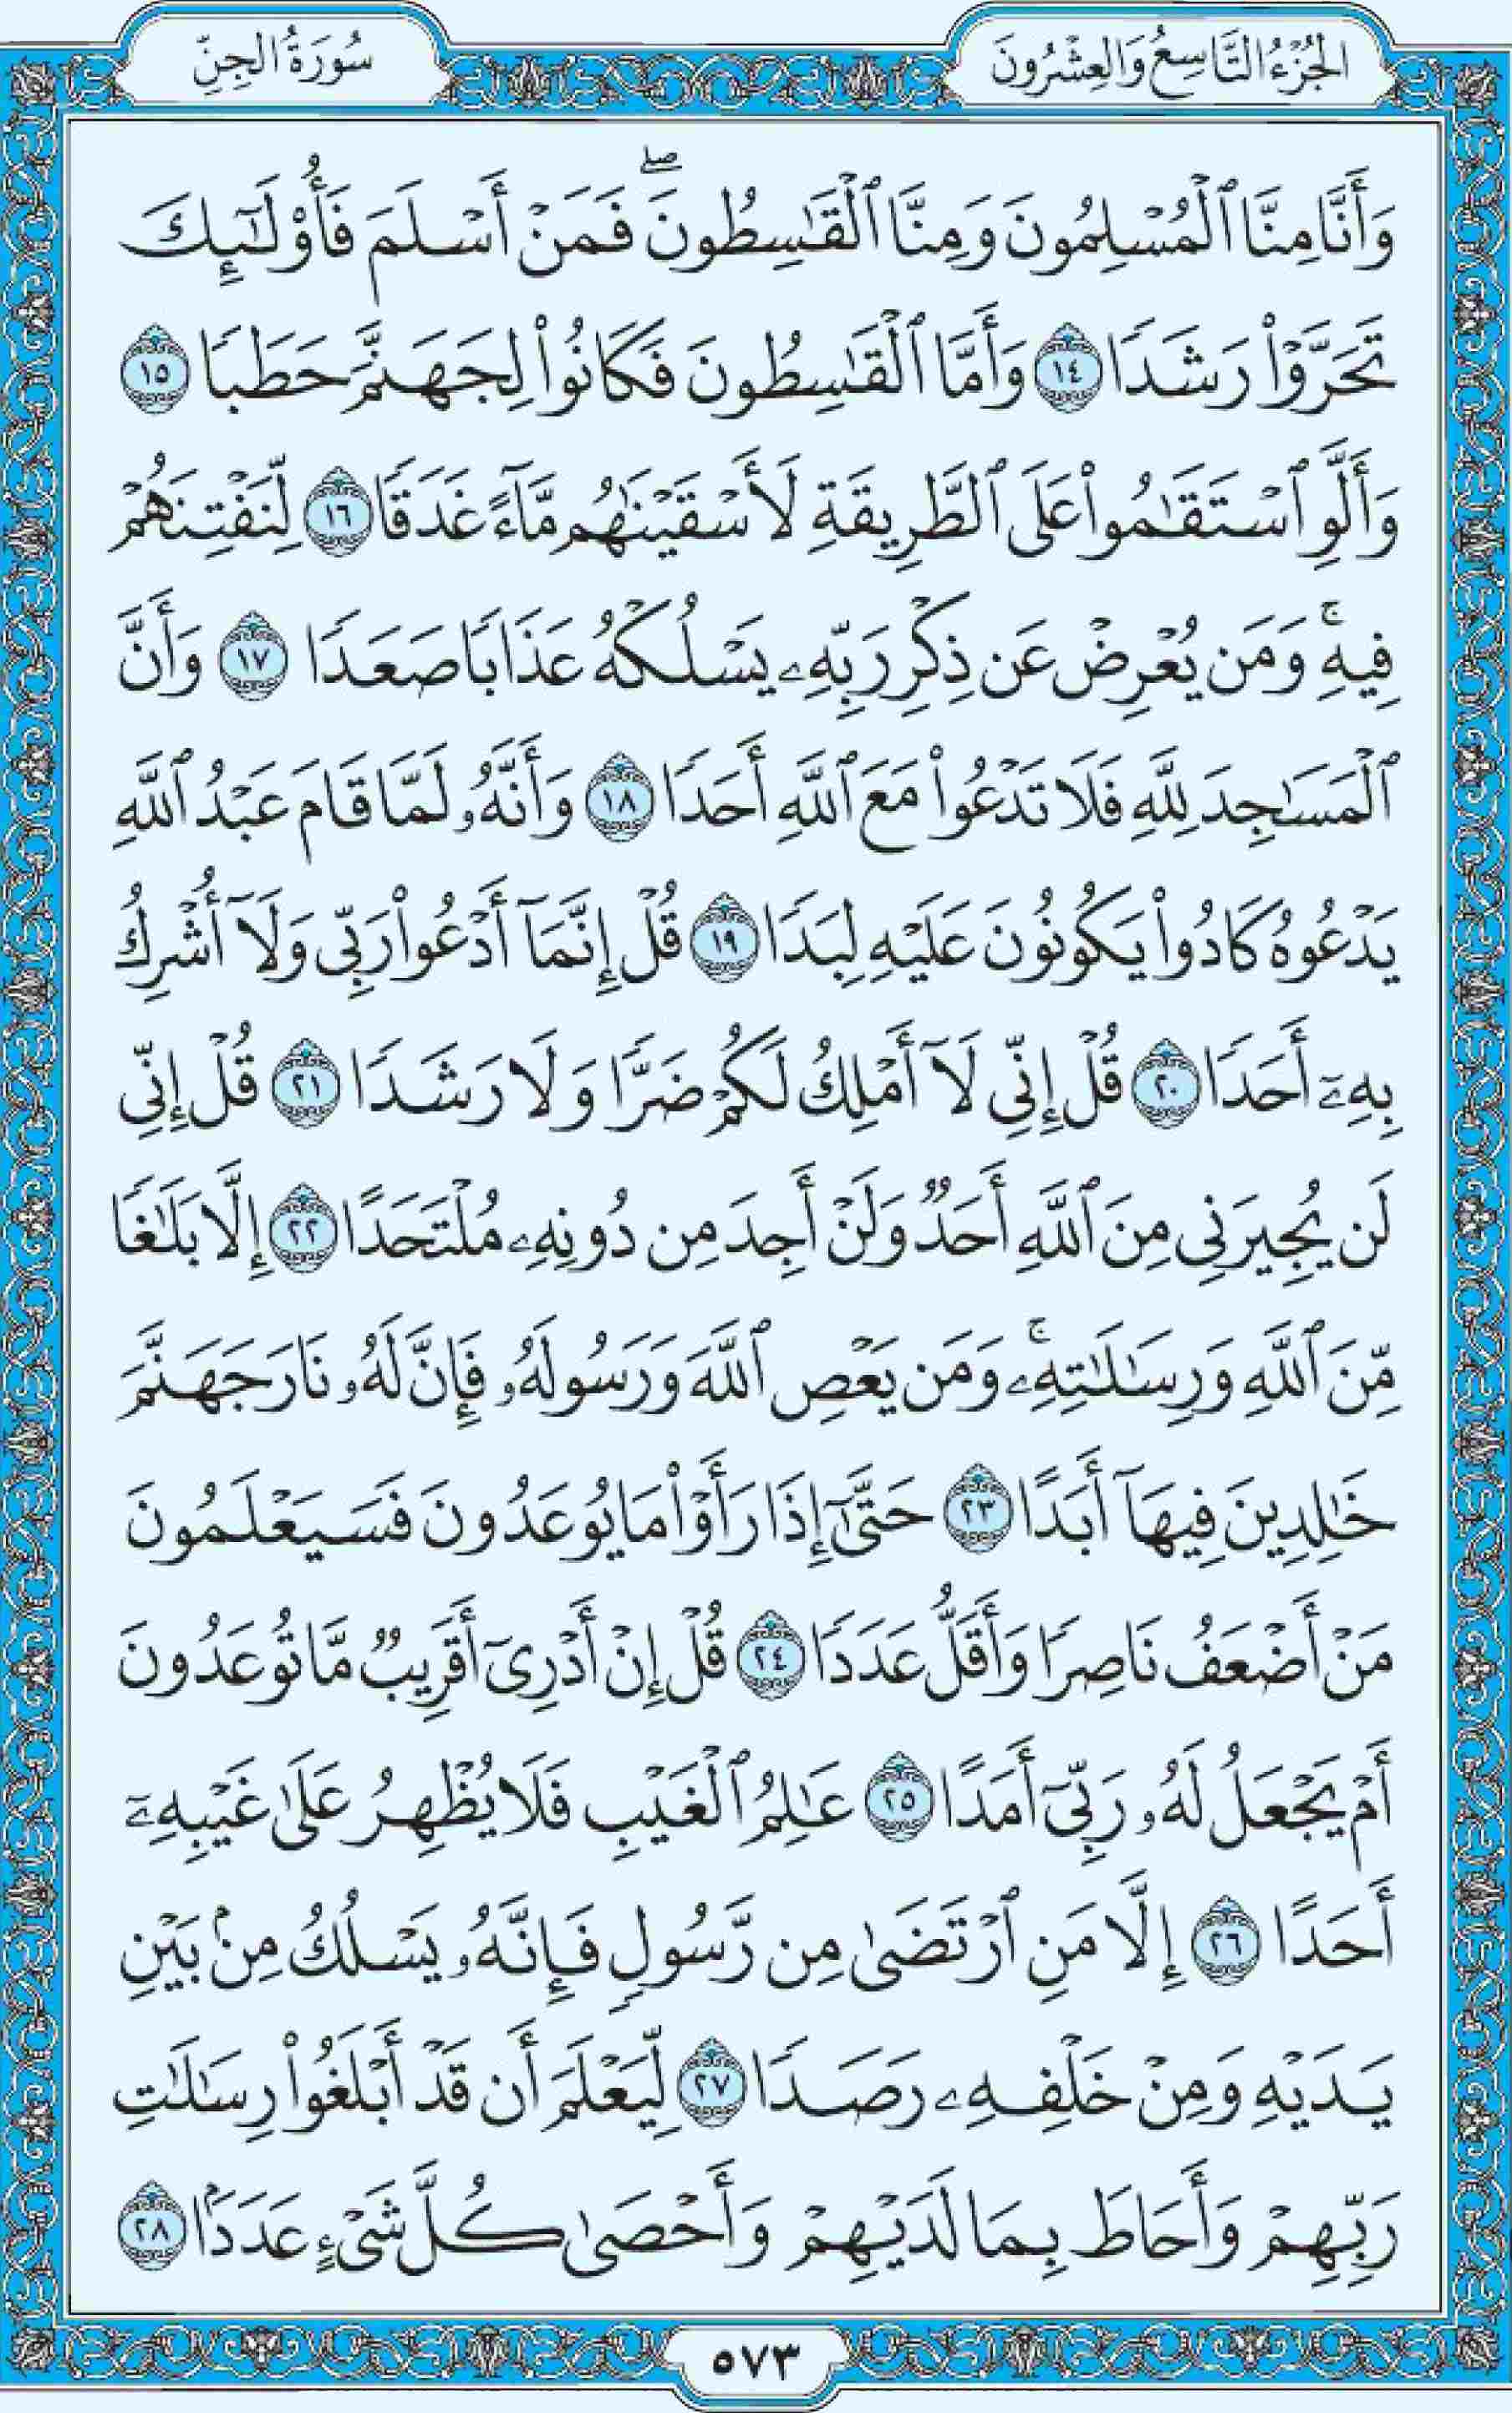 الجُزْءُ التَّاسِعُ وَالعِشْرُونَ
سُورَةُ الجِنِّ
وَأَنَّا مِنَّا ٱلْمُسْلِمُونَ وَمِنَّا ٱلْقَٰسِطُونَۖ فَمَنْ أَسْلَمَ فَأُو۟لَٰٓئِكَ
تَحَرَّوْا۟ رَشَدًا ١٤ وَأَمَّا ٱلْقَٰسِطُونَ فَكَانُوا۟ لِجَهَنَّمَ حَطَبًا ١٥
وَأَلَّوِ ٱسْتَقَٰمُوا۟ عَلَى ٱلطَّرِيقَةِ لَأَسْقَيْنَٰهُم مَّآءً غَدَقًا ١٦ لِّنَفْتِنَهُمْ
فِيهِۚ وَمَن يُعْرِضْ عَن ذِكْرِ رَبِّهِۦ يَسْلُكْهُ عَذَابًا صَعَدًا ١٧ وَأَنَّ
ٱلْمَسَٰجِدَ لِلَّهِ فَلَا تَدْعُوا۟ مَعَ ٱللَّهِ أَحَدًا ١٨ وَأَنَّهُۥ لَمَّا قَامَ عَبْدُ ٱللَّهِ
يَدْعُوهُ كَادُوا۟ يَكُونُونَ عَلَيْهِ لِبَدًا ١٩ قُلْ إِنَّمَآ أَدْعُوا۟ رَبِّى وَلَآ أُشْرِكُ
بِهِۦٓ أَحَدًا ٢٠ قُلْ إِنِّى لَآ أَمْلِكُ لَكُمْ ضَرًّا وَلَا رَشَدًا ٢١ قُلْ إِنِّى
لَن يُجِيرَنِى مِنَ ٱللَّهِ أَحَدٌ وَلَنْ أَجِدَ مِن دُونِهِۦ مُلْتَحَدًا ٢٢ إِلَّا بَلَٰغًا
مِّنَ ٱللَّهِ وَرِسَٰلَٰتِهِۦۚ وَمَن يَعْصِ ٱللَّهَ وَرَسُولَهُۥ فَإِنَّ لَهُۥ نَارَ جَهَنَّمَ
خَٰلِدِينَ فِيهَآ أَبَدًا ٢٣ حَتَّىٰٓ إِذَا رَأَوْا۟ مَا يُوعَدُونَ فَسَيَعْلَمُونَ
مَنْ أَضْعَفُ نَاصِرًا وَأَقَلُّ عَدَدًا ٢٤ قُلْ إِنْ أَدْرِىٓ أَقَرِيبٌ مَّا تُوعَدُونَ
أَمْ يَجْعَلُ لَهُۥ رَبِّىٓ أَمَدًا ٢٥ عَٰلِمُ ٱلْغَيْبِ فَلَا يُظْهِرُ عَلَىٰ غَيْبِهِۦٓ
أَحَدًا ٢٦ إِلَّا مَنِ ٱرْتَضَىٰ مِن رَّسُولٍ فَإِنَّهُۥ يَسْلُكُ مِنۢ بَيْنِ
يَدَيْهِ وَمِنْ خَلْفِهِۦ رَصَدًا ٢٧ لِّيَعْلَمَ أَن قَدْ أَبْلَغُوا۟ رِسَٰلَٰتِ
رَبِّهِمْ وَأَحَاطَ بِمَا لَدَيْهِمْ وَأَحْصَىٰ كُلَّ شَىْءٍ عَدَدًۢا ٢٨
٥٧٣